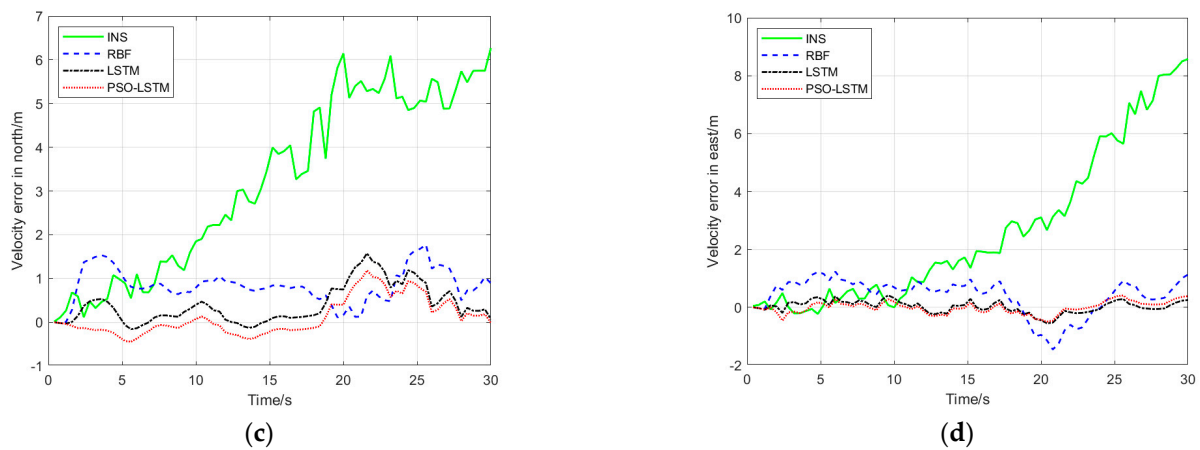 7
6
5
4
3
2
1
0
-1
Velocity error in north/m
INS
RBF
LSTM
PSO-LSTM
0 5 10 15 20 25 30
Time/s
(c)
10
8
6
4
2
0
-2
Velocity error in east/m
INS
RBF
LSTM
PSO-LSTM
0 5 10 15 20 25 30
Time/s
(d)